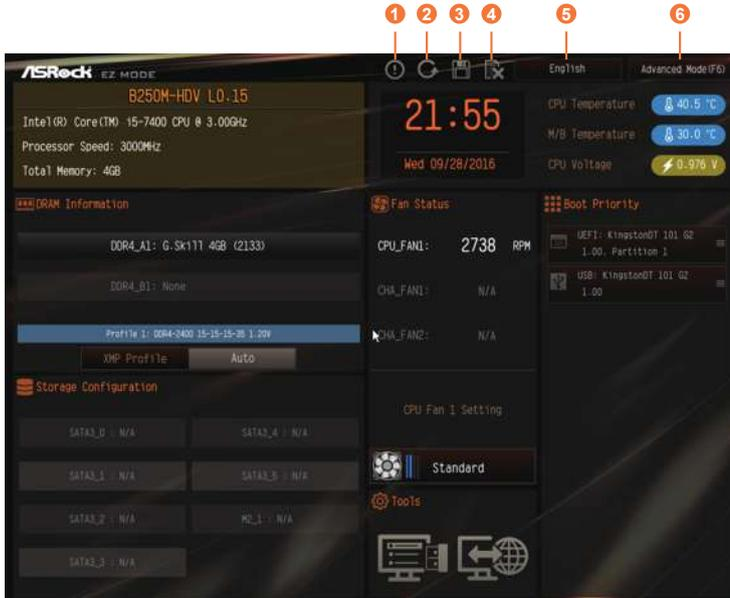 1 2 3 4 5 6
ASRock EZ MODE
English
Advanced Mode(F6)
B250M-HDV L0.15
Intel(R) Core(TM) i5-7400 CPU @ 3.00GHz
Processor Speed: 3000MHz
Total Memory: 4GB
21:55
Wed 09/28/2016
CPU Temperature
40.5 °C
M/B Temperature
30.0 °C
CPU Voltage
0.976 V
DRAM Information
DDR4_A1: G.Skill 4GB (2133)
DDR4_B1: None
Profile 1: DDR4-2400 15-15-15-35 1.20V
XMP Profile
Auto
Storage Configuration
SATA3_0 : N/A
SATA3_4 : N/A
SATA3_1 : N/A
SATA3_5 : N/A
SATA3_2 : N/A
M2_1 : N/A
SATA3_3 : N/A
Fan Status
CPU_FAN1: 2738 RPM
CHA_FAN1: N/A
CHA_FAN2: N/A
CPU Fan 1 Setting
Standard
Tools
Boot Priority
UEFI: KingstonDT 101 G2
1.00, Partition 1
USB: KingstonDT 101 G2
1.00